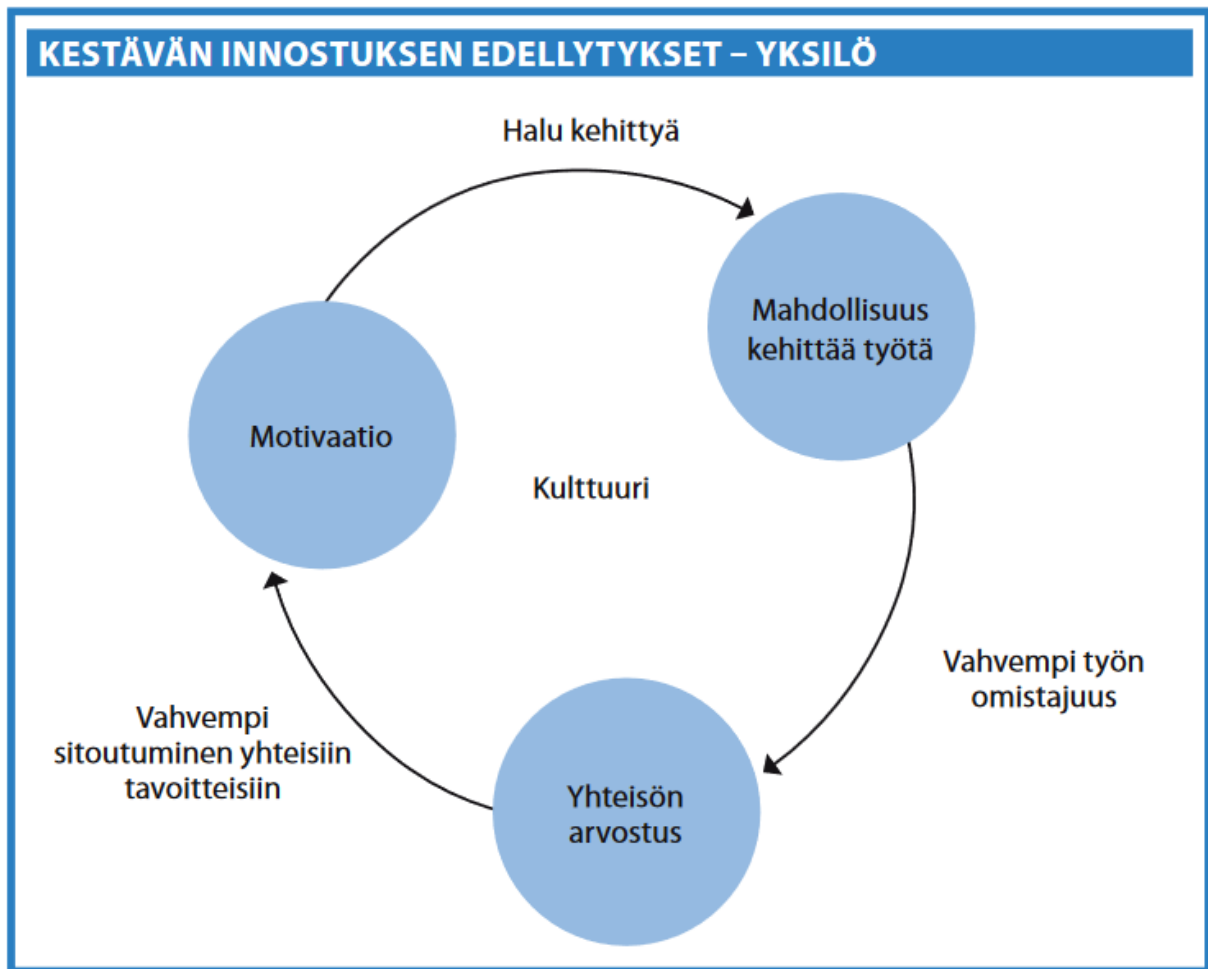 KESTÄVÄN INNOSTUKSEN EDELLYTYKSET – YKSILÖ
Halu kehittyä
Mahdollisuus
kehittää työtä
Motivaatio
Kulttuuri
Vahvempi työn
omistajuus
Vahvempi
sitoutuminen yhteisiin
tavoitteisiin
Yhteisön
arvostus